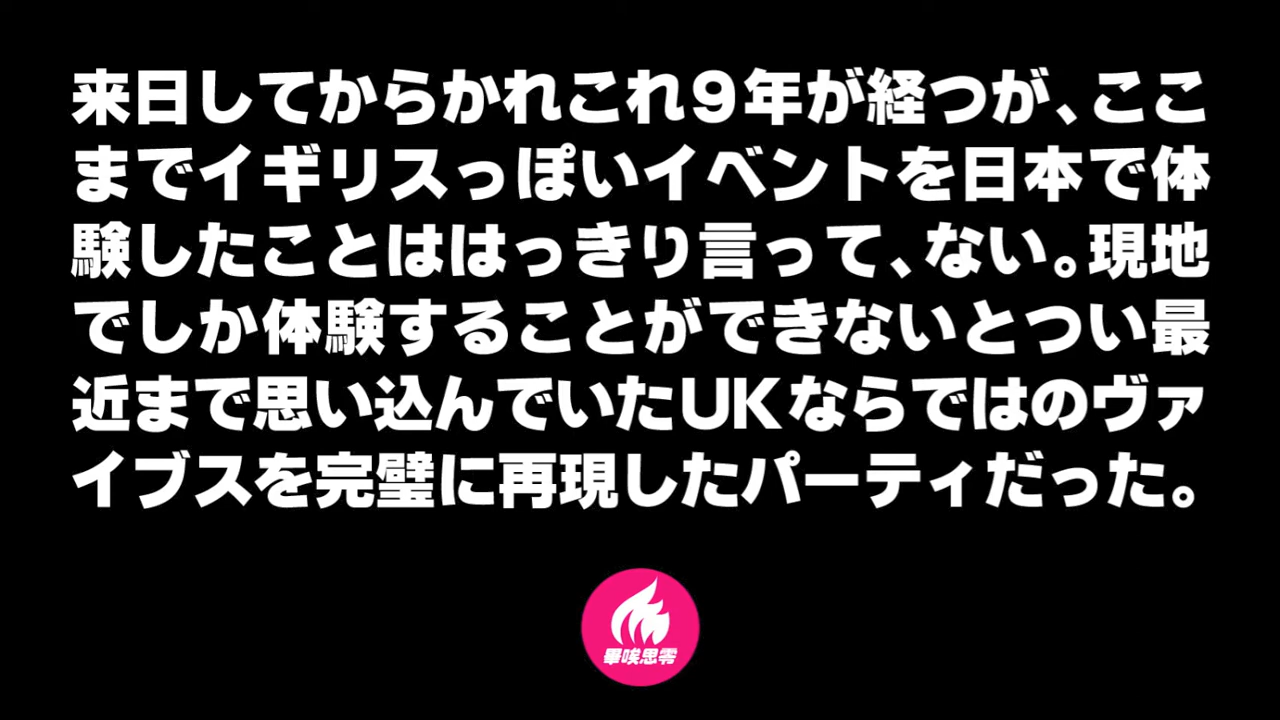 来日してからかれこれ9年が経つが、ここ
までイギリスっぽいイベントを日本で体
験したことははっきり言って、ない。現地
でしか体験することができないとつい最
近まで思い込んでいたUKならではのヴァ
イブスを完璧に再現したパーティだった。
畢唉思零